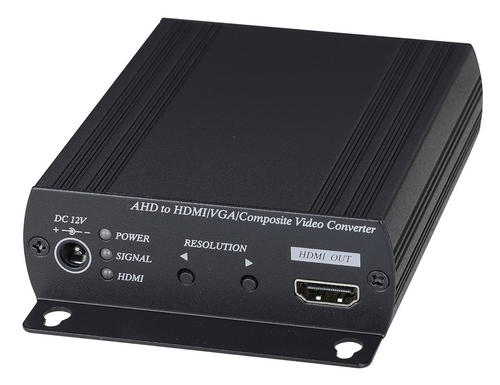 AHD to HDMI/VGA/Composite Video Converter
DC 12V
+ -
POWER
SIGNAL
HDMI
RESOLUTION
HDMI OUT